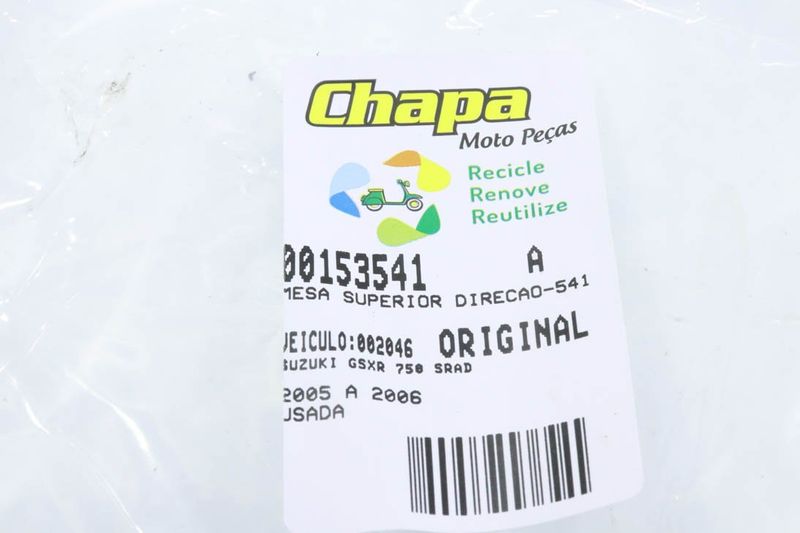 Chapa
Moto Peças
Recicle
Renove
Reutilize
00153541 A
MESA SUPERIOR DIRECAO-541
VEICULO:002046 ORIGINAL
SUZUKI GSXR 750 SRAD
2005 A 2006
USADA